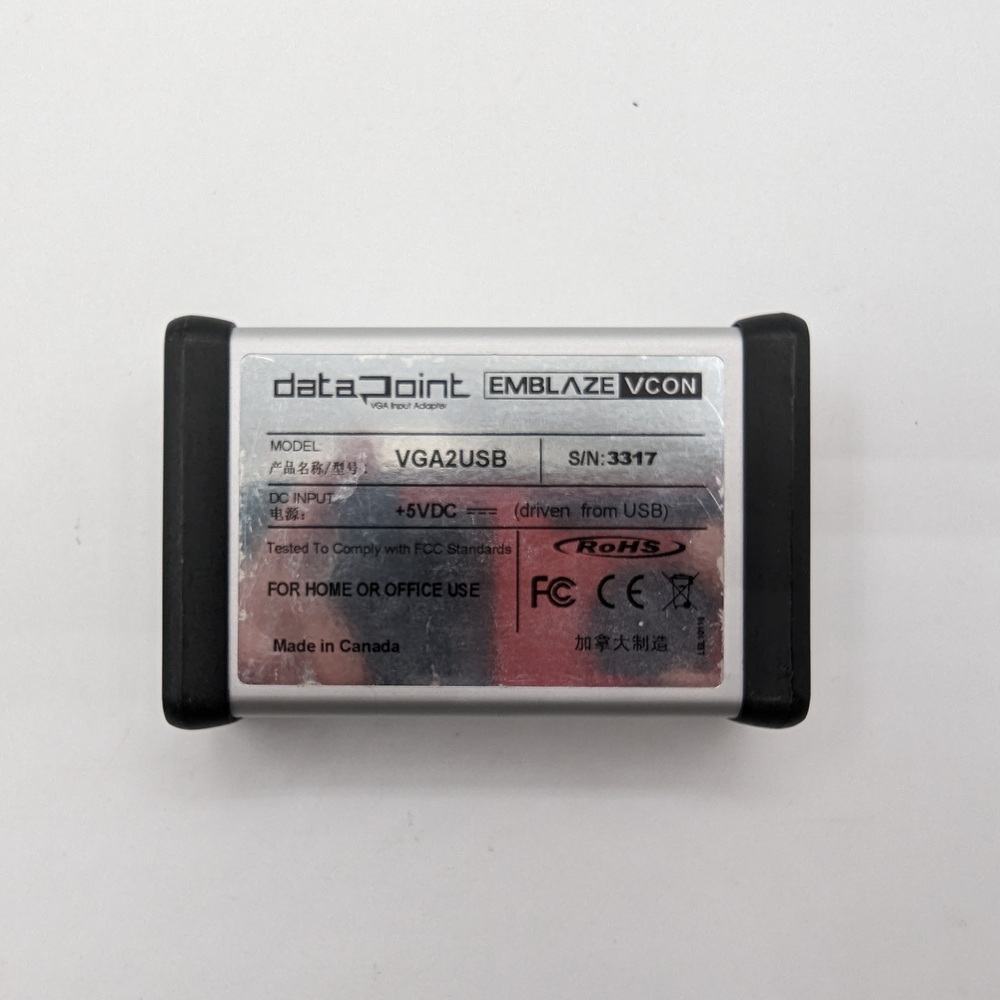 dataPoint EMBLAZE VCON
VGA Input Adapter
MODEL
产品名称/型号： VGA2USB S/N: 3317
DC INPUT
电源： +5VDC (driven from USB)
Tested To Comply with FCC Standards RoHS
FOR HOME OR OFFICE USE FC CE
Made in Canada 加拿大制造